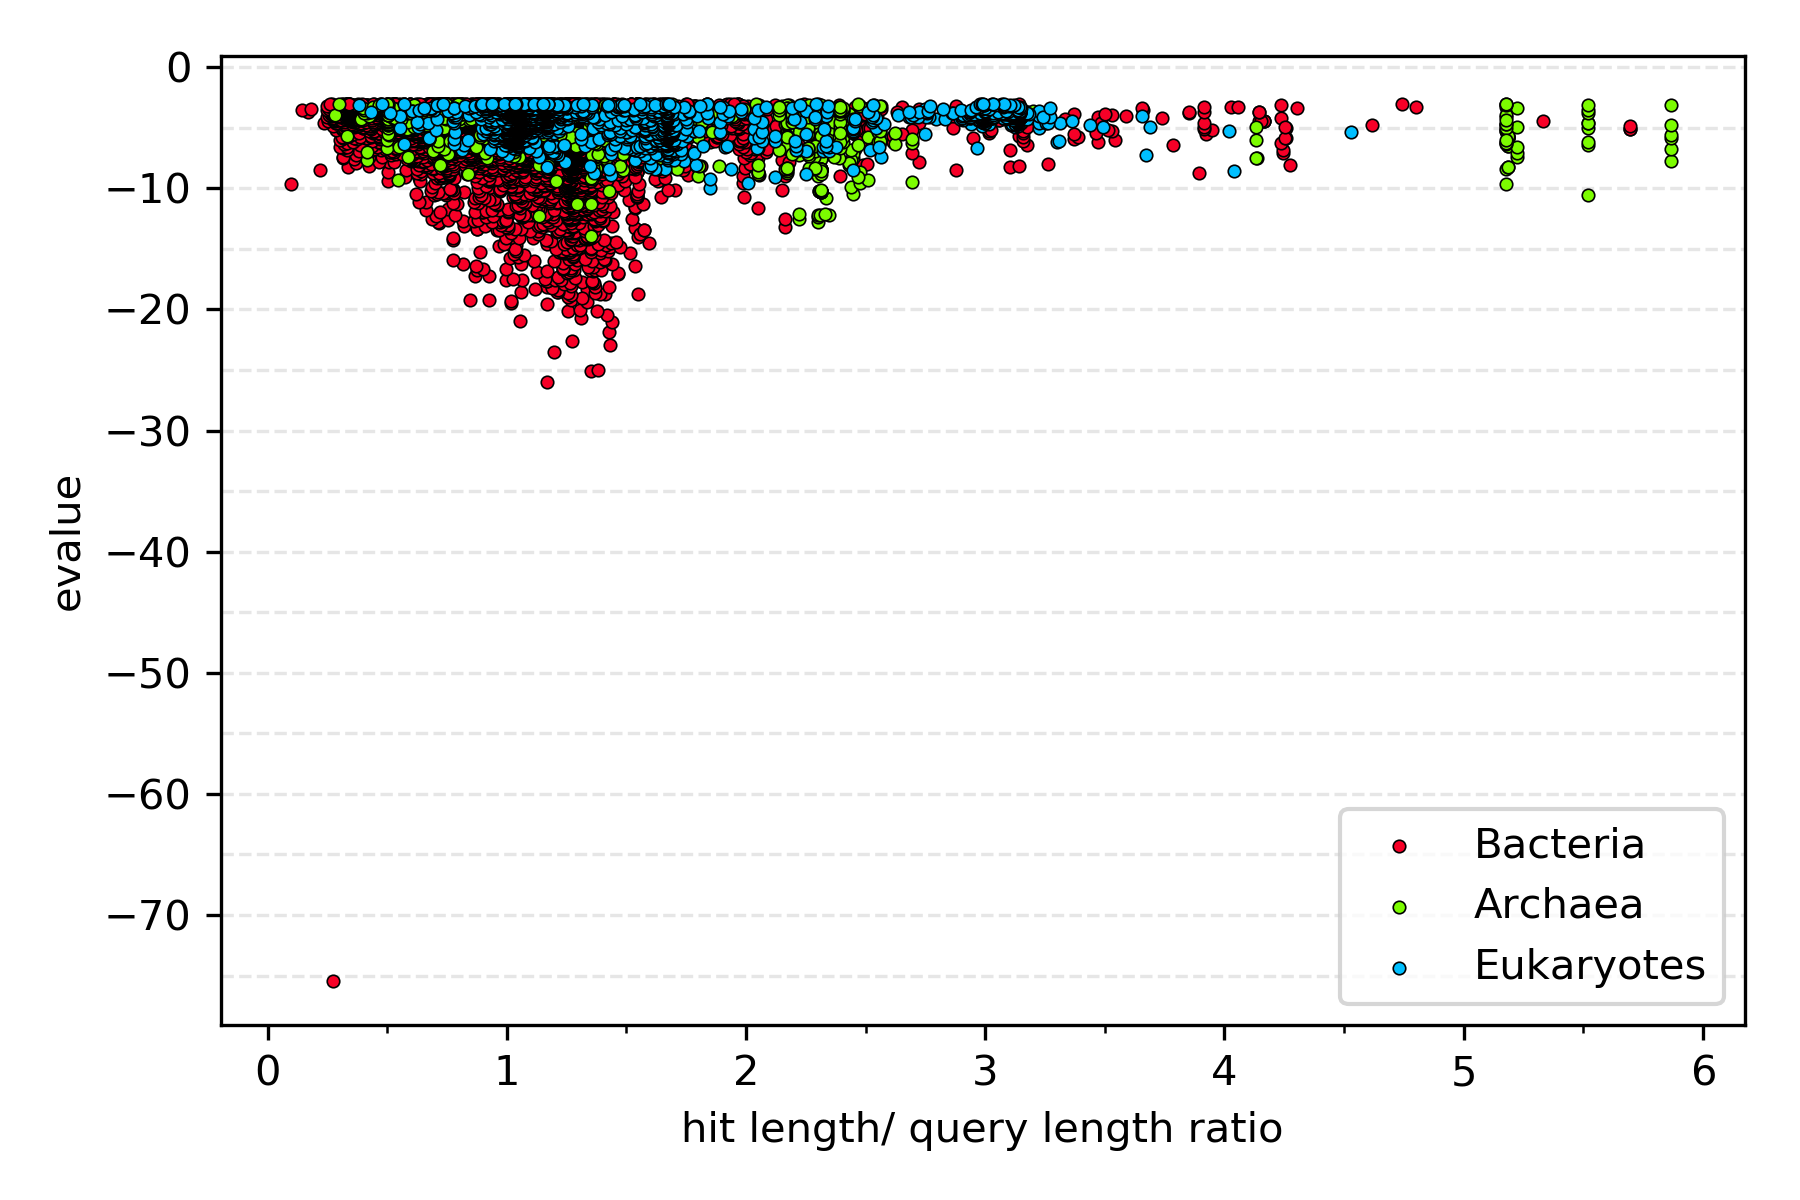 0
−10
−20
−30
−40
−50
−60
−70
evalue
0 1 2 3 4 5 6
hit length/ query length ratio
Bacteria
Archaea
Eukaryotes